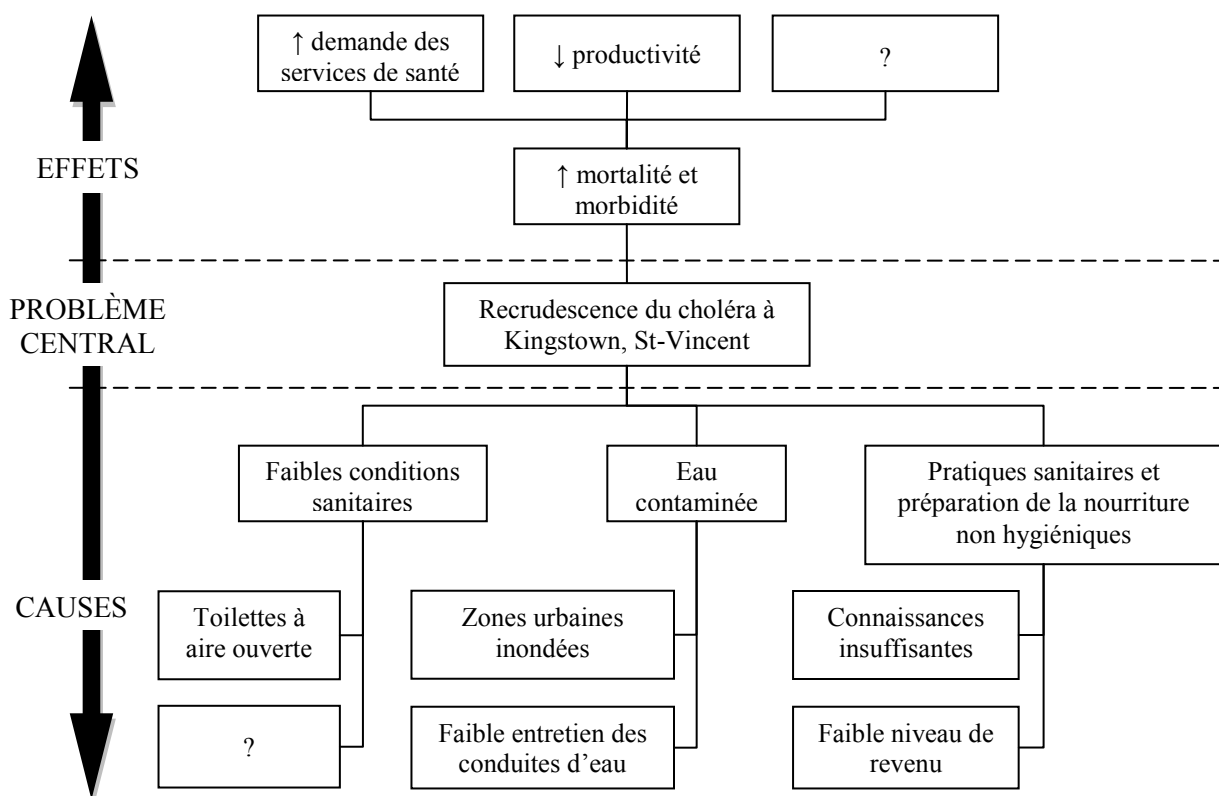 ↑ demande des
services de santé
↓ productivité
?
EFFETS
↑ mortalité et
morbidité
PROBLÈME
CENTRAL
Recrudescence du choléra à
Kingstown, St-Vincent
Faibles conditions
sanitaires
Eau
contaminée
Pratiques sanitaires et
préparation de la nourriture
non hygiéniques
CAUSES
Toilettes à
aire ouverte
Zones urbaines
inondées
Connaissances
insuffisantes
?
Faible entretien des
conduites d’eau
Faible niveau de
revenu